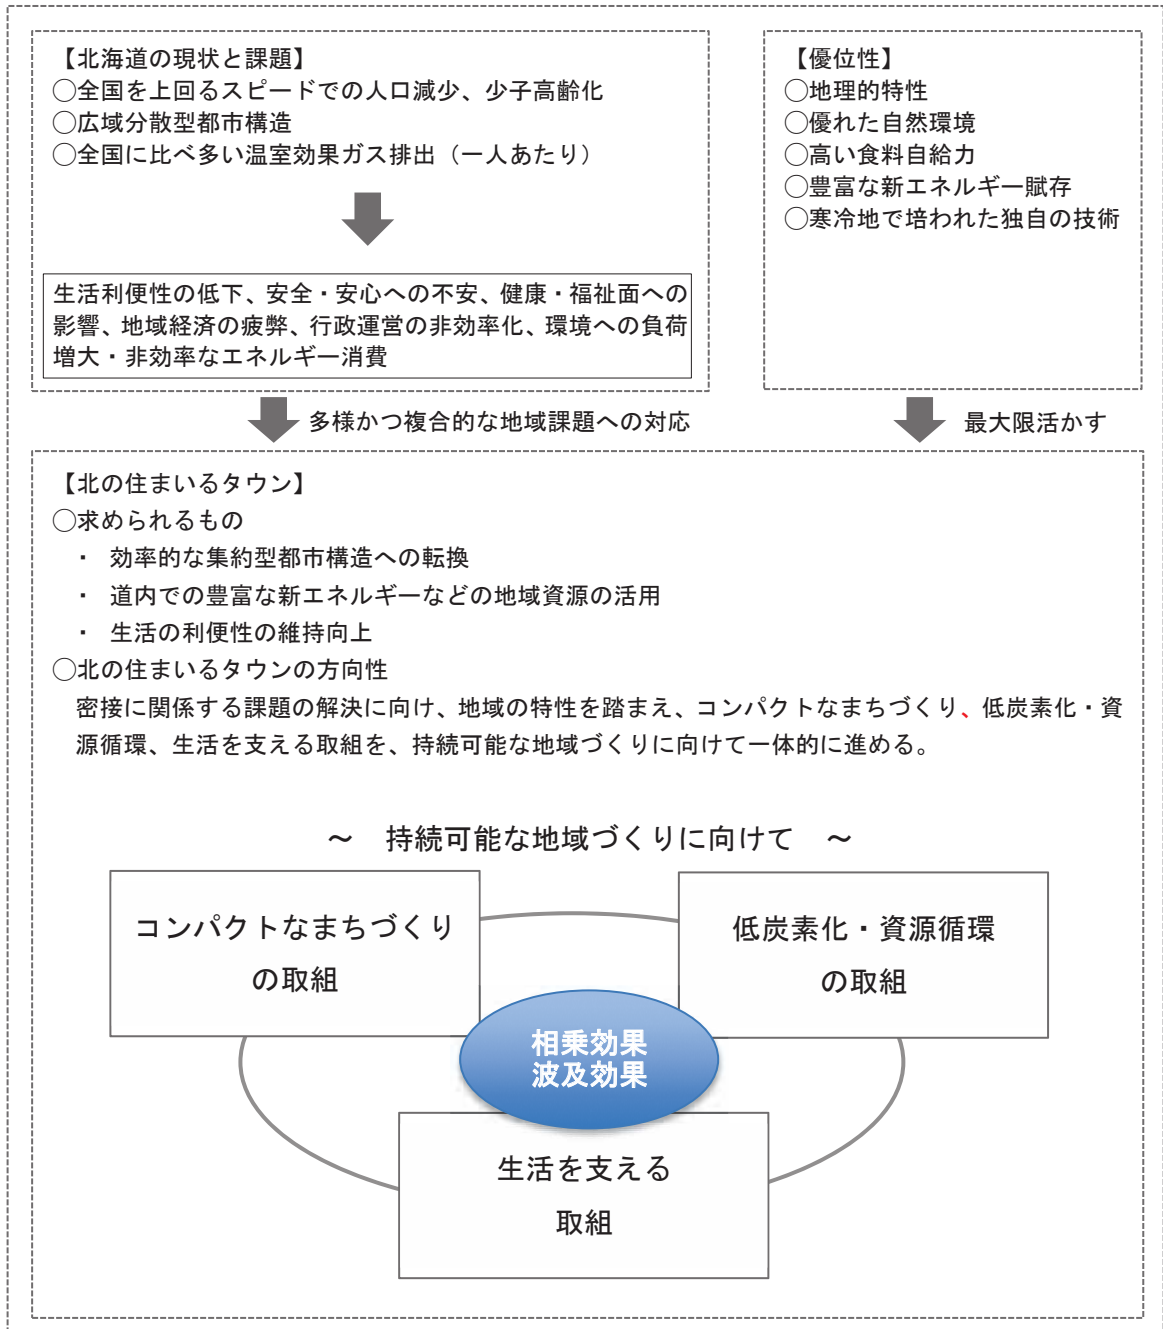 【北海道の現状と課題】
○全国を上回るスピードでの人口減少、少子高齢化
○広域分散型都市構造
○全国に比べ多い温室効果ガス排出（一人あたり）
生活利便性の低下、安全・安心への不安、健康・福祉面への
影響、地域経済の疲弊、行政運営の非効率化、環境への負荷
増大・非効率なエネルギー消費
【優位性】
○地理的特性
○優れた自然環境
○高い食料自給力
○豊富な新エネルギー賦存
○寒冷地で培われた独自の技術
多様かつ複合的な地域課題への対応
最大限活かす
【北の住まいるタウン】
○求められるもの
・ 効率的な集約型都市構造への転換
・ 道内での豊富な新エネルギーなどの地域資源の活用
・ 生活の利便性の維持向上
○北の住まいるタウンの方向性
密接に関係する課題の解決に向け、地域の特性を踏まえ、コンパクトなまちづくり、低炭素化・資
源循環、生活を支える取組を、持続可能な地域づくりに向けて一体的に進める。
～ 持続可能な地域づくりに向けて ～
コンパクトなまちづくり
の取組
低炭素化・資源循環
の取組
相乗効果
波及効果
生活を支える
取組